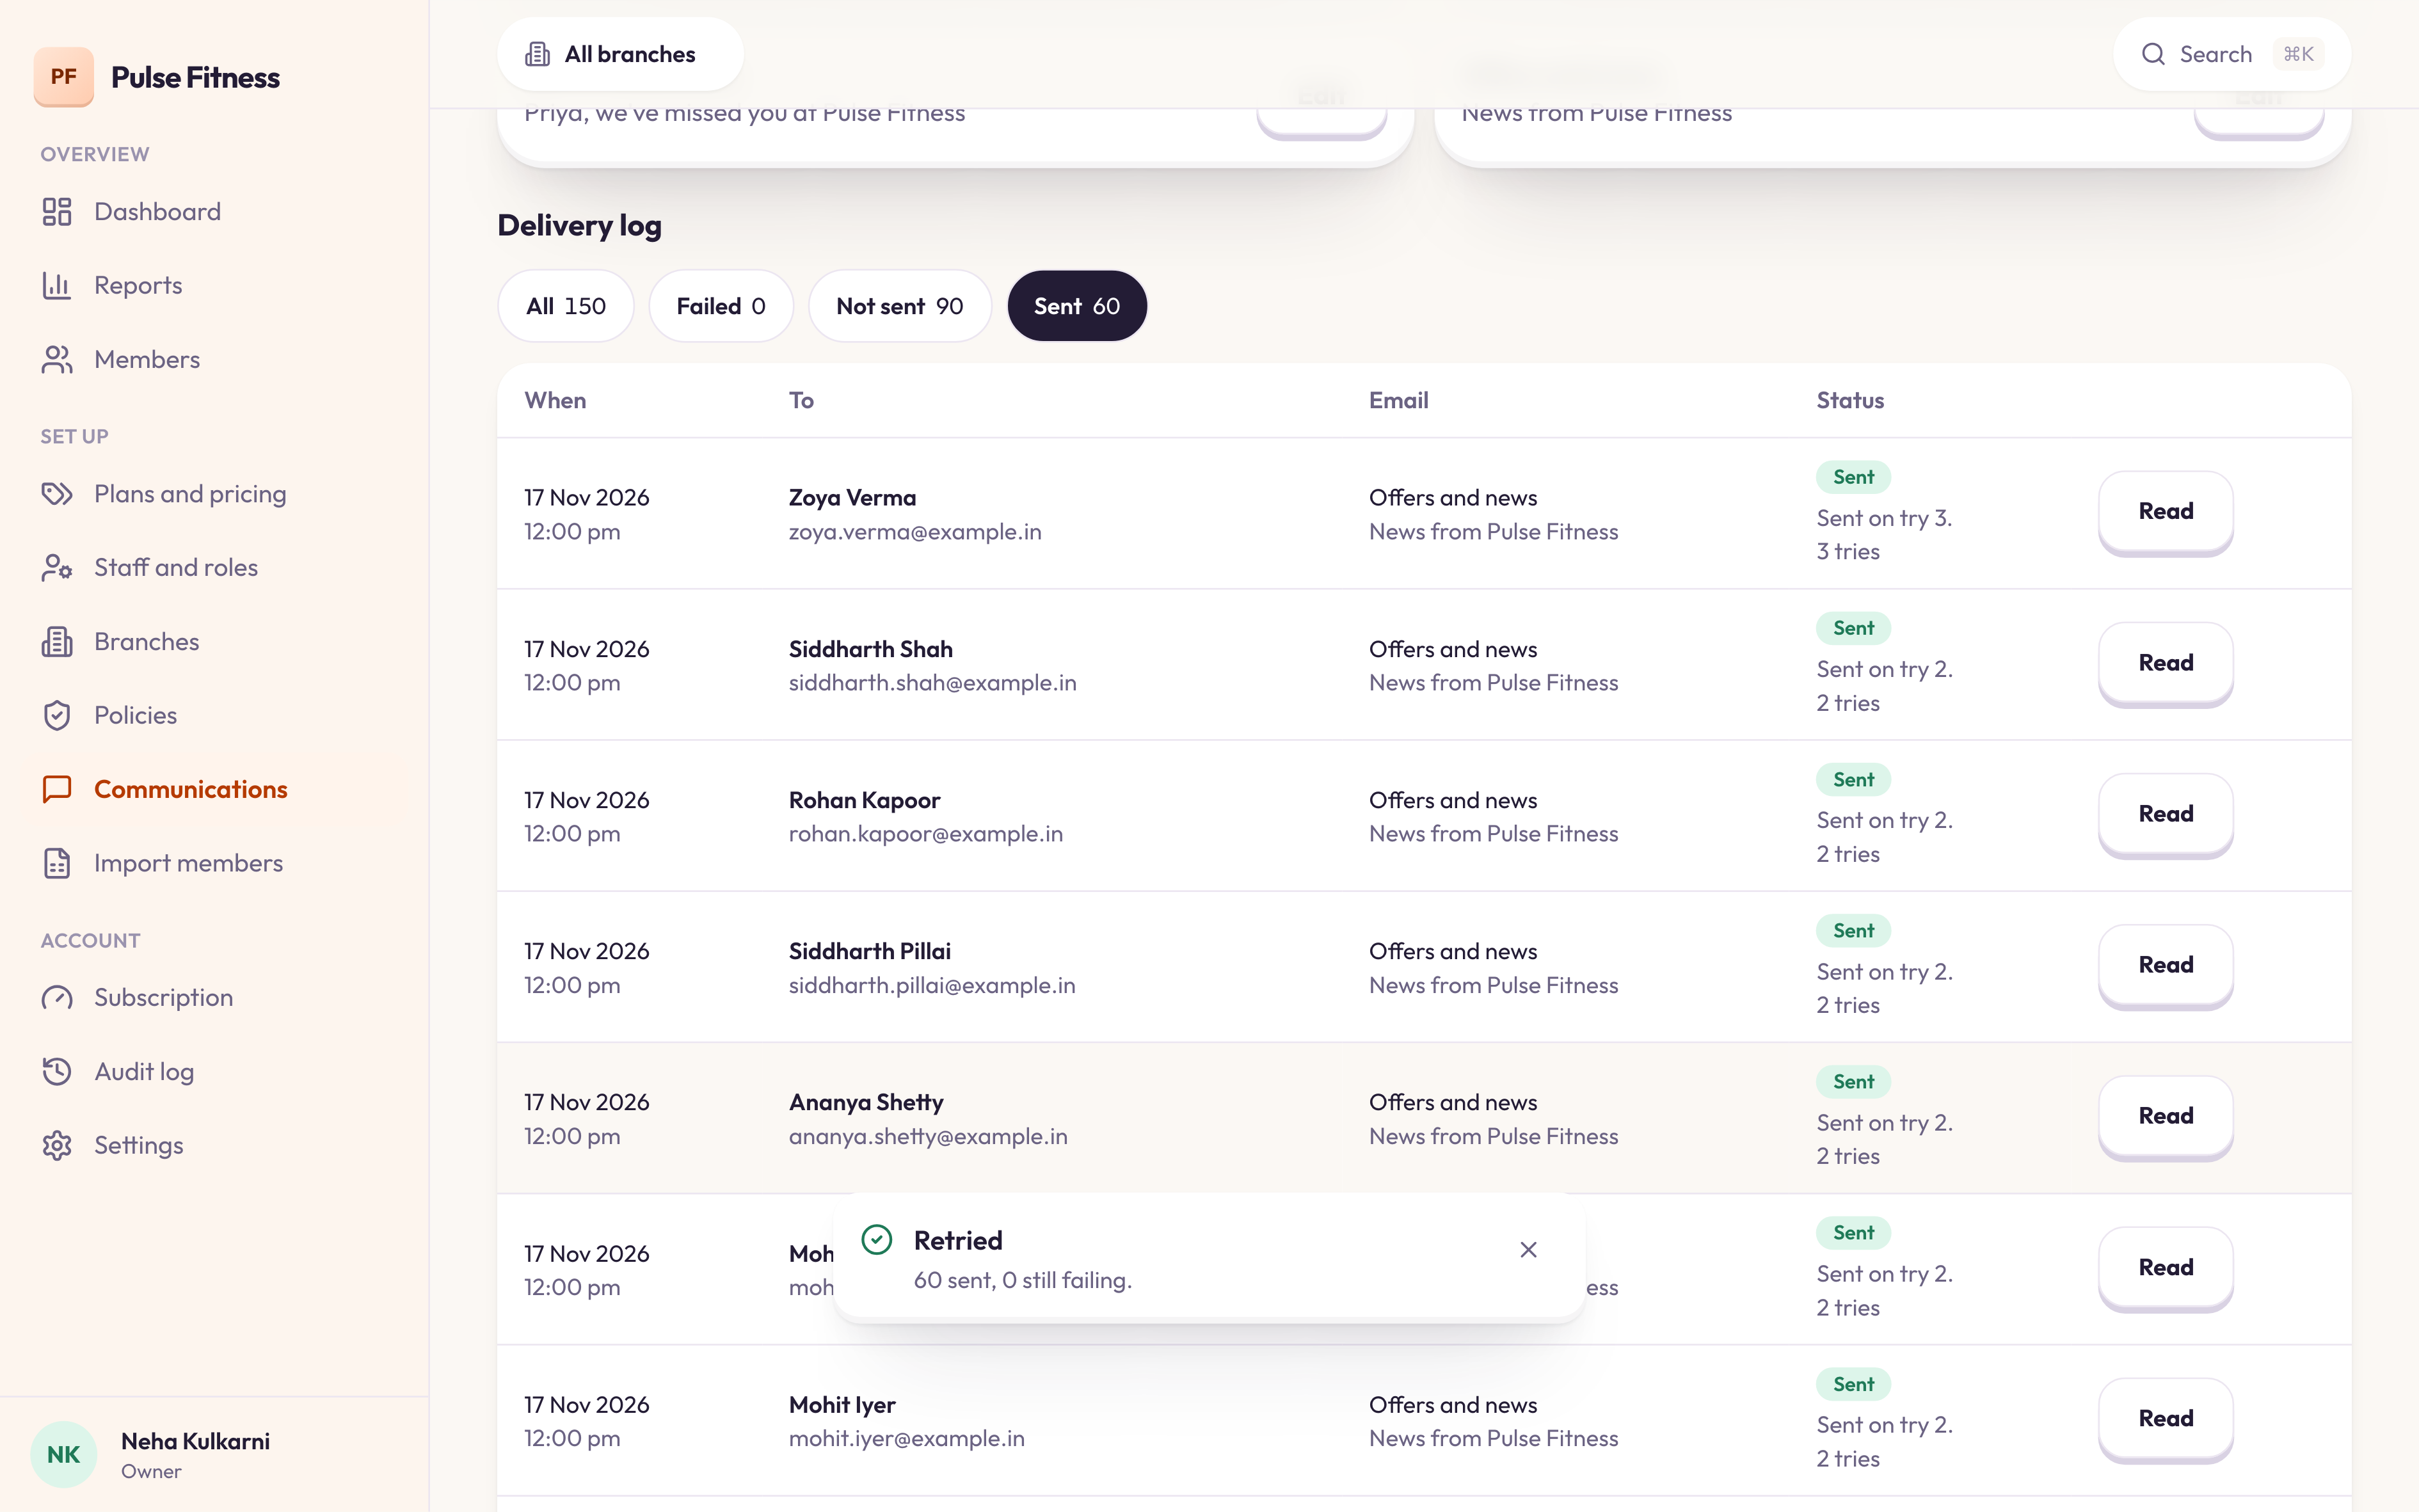 PF
Pulse Fitness
OVERVIEW
Dashboard
Reports
Members
SET UP
Plans and pricing
Staff and roles
Branches
Policies
Communications
Import members
ACCOUNT
Subscription
Audit log
Settings
NK
Neha Kulkarni
Owner
All branches
Search ⌘K
Priya, we've missed you at Pulse Fitness
News from Pulse Fitness
Delivery log
All 150
Failed 0
Not sent 90
Sent 60
When To Email Status
17 Nov 2026
12:00 pm
Zoya Verma
zoya.verma@example.in
Offers and news
News from Pulse Fitness
Sent
Sent on try 3.
3 tries
Read
17 Nov 2026
12:00 pm
Siddharth Shah
siddharth.shah@example.in
Offers and news
News from Pulse Fitness
Sent
Sent on try 2.
2 tries
Read
17 Nov 2026
12:00 pm
Rohan Kapoor
rohan.kapoor@example.in
Offers and news
News from Pulse Fitness
Sent
Sent on try 2.
2 tries
Read
17 Nov 2026
12:00 pm
Siddharth Pillai
siddharth.pillai@example.in
Offers and news
News from Pulse Fitness
Sent
Sent on try 2.
2 tries
Read
17 Nov 2026
12:00 pm
Ananya Shetty
ananya.shetty@example.in
Offers and news
News from Pulse Fitness
Sent
Sent on try 2.
2 tries
Read
17 Nov 2026
12:00 pm
Sent
Sent on try 2.
2 tries
Read
Retried
60 sent, 0 still failing.
17 Nov 2026
12:00 pm
Mohit Iyer
mohit.iyer@example.in
Offers and news
News from Pulse Fitness
Sent
Sent on try 2.
2 tries
Read